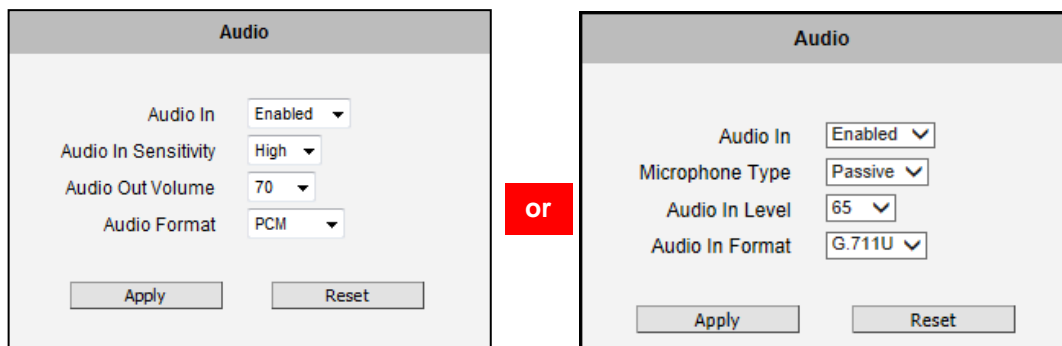 Audio
Audio In Enabled
Audio In Sensitivity High
Audio Out Volume 70
Audio Format PCM
Apply Reset
or
Audio
Audio In Enabled
Microphone Type Passive
Audio In Level 65
Audio In Format G.711U
Apply Reset